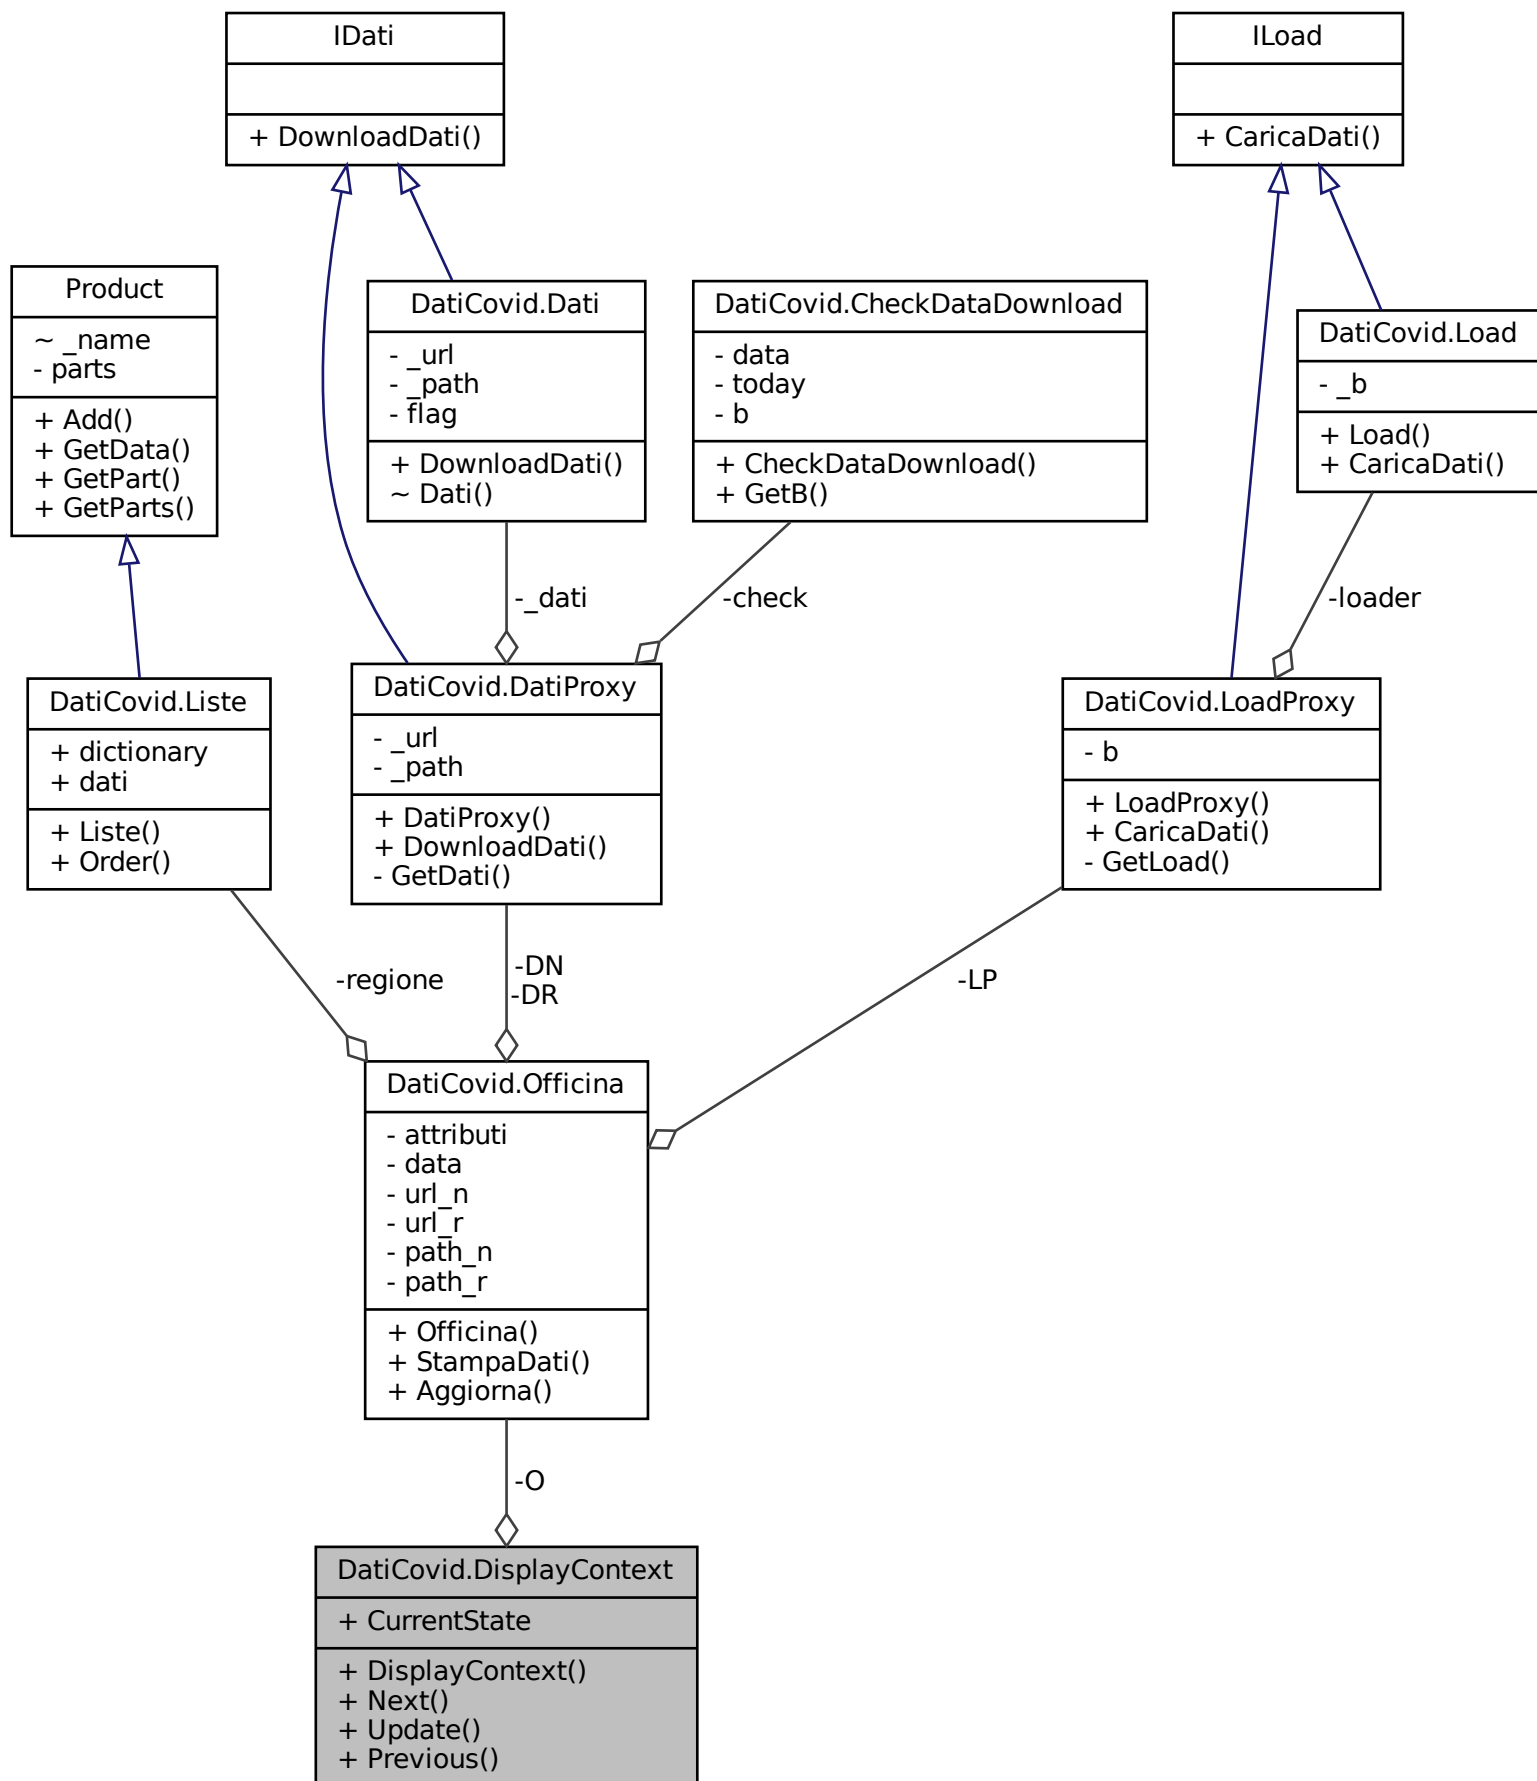 IDati
+ DownloadDati()
ILoad
+ CaricaDati()
Product
~ _name
- parts
+ Add()
+ GetData()
+ GetPart()
+ GetParts()
DatiCovid.Dati
- _url
- _path
- flag
+ DownloadDati()
~ Dati()
DatiCovid.CheckDataDownload
- data
- today
- b
+ CheckDataDownload()
+ GetB()
DatiCovid.Load
- _b
+ Load()
+ CaricaDati()
-_dati
-check
-loader
DatiCovid.Liste
+ dictionary
+ dati
+ Liste()
+ Order()
DatiCovid.DatiProxy
- _url
- _path
+ DatiProxy()
+ DownloadDati()
- GetDati()
DatiCovid.LoadProxy
- b
+ LoadProxy()
+ CaricaDati()
- GetLoad()
-regione
-DN
-DR
-LP
DatiCovid.Officina
- attributi
- data
- url_n
- url_r
- path_n
- path_r
+ Officina()
+ StampaDati()
+ Aggiorna()
-O
DatiCovid.DisplayContext
+ CurrentState
+ DisplayContext()
+ Next()
+ Update()
+ Previous()